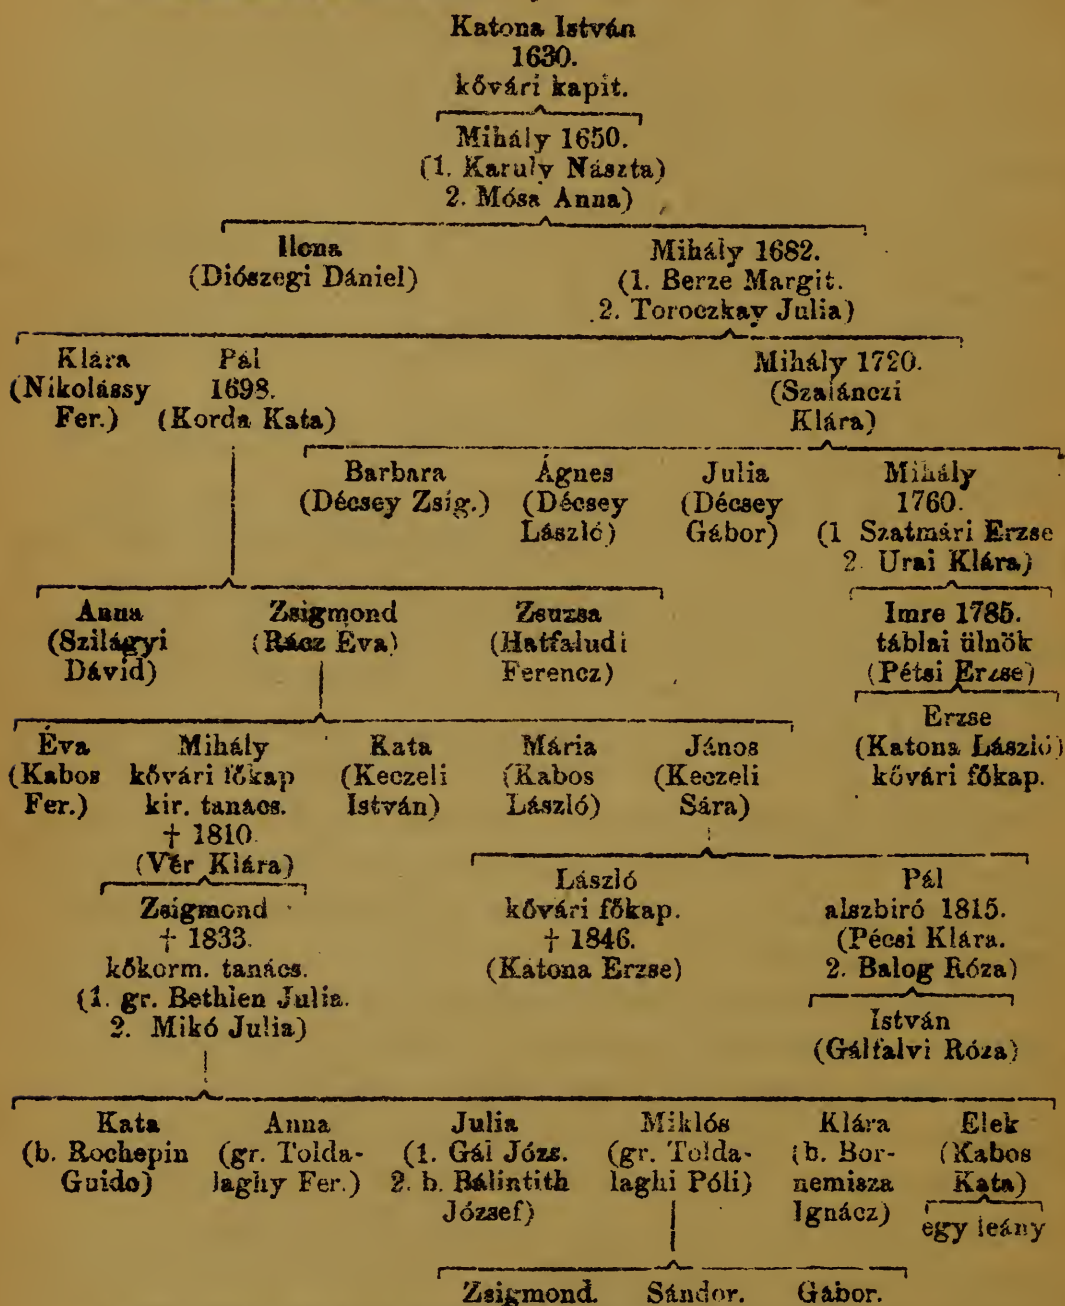 Katona István
1630.
kővári kapit.
Mihály 1650.
(1. Karuly Nászta)
2. Mósa Anna)
Ilona Mihály 1682.
(Diószegi Dániel) (1. Berze Margit.
2. Toroczkay Julia)
Klára Pál Mihály 1720.
(Nikolássy 1698. (Szalánczi
Fer.) (Korda Kata) Klára)
Barbara Ágnes Julia Mihály
(Décsey Zsig.) (Décsey (Décsey 1760.
László) Gábor) (1 Szatmári Erzse
2. Urai Klára)
Anna Zsigmond Zsuzsa Imre 1785.
(Szilágyi (Rácz Éva) (Hatfaludi táblai ülnök
Dávid) Ferencz) (Pétsi Erzse)
Erzse
Éva Mihály Kata Mária János (Katona László)
(Kabos kővári főkap (Keczeli (Kabos (Keczeli kővári főkap.
Fer.) kir. tanács. István) László) Sára)
† 1810.
(Vér Klára) László Pál
Zsigmond kővári főkap. alszbiró 1815.
† 1833. † 1846. (Pécsi Klára.
kőkorm. tanács. (Katona Erzse) 2. Balog Róza)
(1. gr. Bethlen Julia. István
2. Mikó Julia) (Gálfalvi Róza)
Kata Anna Julia Miklós Klára Elek
(b. Rochepin (gr. Tolda- (1. Gál Józs. (gr. Tolda- (b. Bor- (Kabos
Guido) laghy Fer.) 2. b. Bálintith laghi Póli) nemisza Kata)
József) Ignácz) egy leány
Zsigmond. Sándor. Gábor.